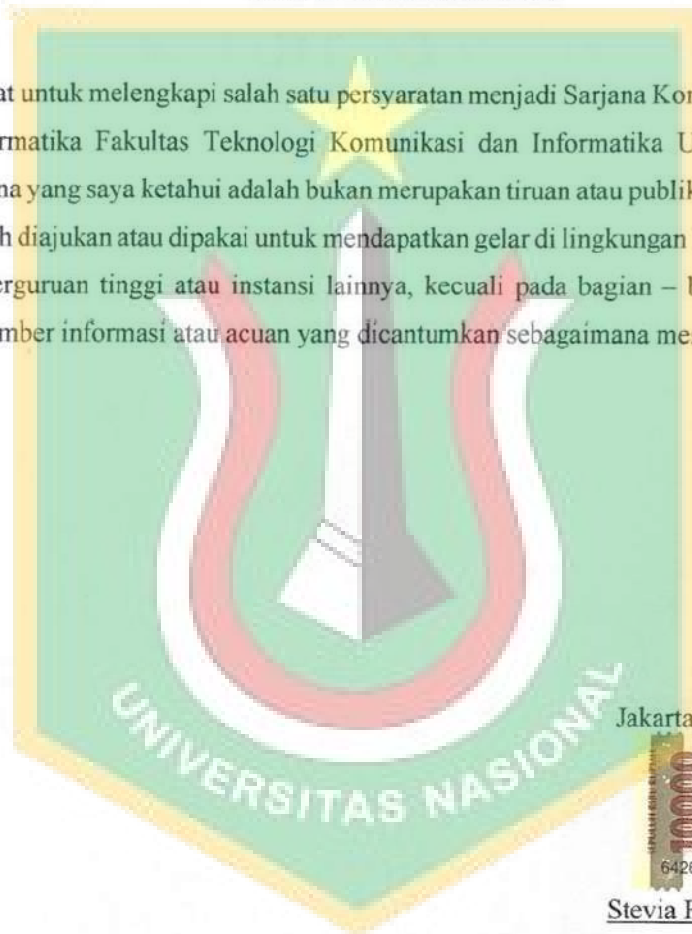 at untuk melengkapi salah satu persyaratan menjadi Sarjana Kor
rmatika Fakultas Teknologi Komunikasi dan Informatika U
na yang saya ketahui adalah bukan merupakan tiruan atau publik
h diajukan atau dipakai untuk mendapatkan gelar di lingkungan
erguruan tinggi atau instansi lainnya, kecuali pada bagian – b
mber informasi atau acuan yang dicantumkan sebagaimana mes
UNIVERSITAS NASIONAL
Jakarta
10000
6426
Stevia